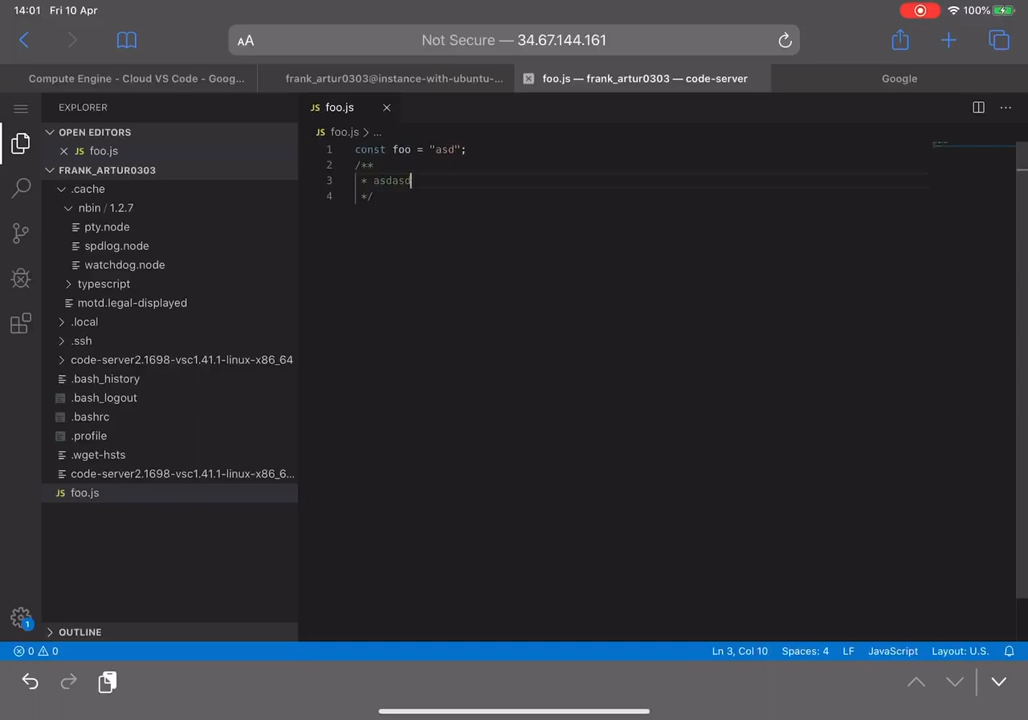 14:01 Fri 10 Apr
100%
AA
Not Secure — 34.67.144.161
Compute Engine - Cloud VS Code - Goog...
frank_artur0303@instance-with-ubuntu-...
foo.js — frank_artur0303 — code-server
Google
EXPLORER
JS foo.js
OPEN EDITORS
JS foo.js > ...
JS foo.js
FRANK_ARTUR0303
.cache
nbin / 1.2.7
pty.node
spdlog.node
watchdog.node
typescript
motd.legal-displayed
.local
.ssh
code-server2.1698-vsc1.41.1-linux-x86_64
.bash_history
.bash_logout
.bashrc
.profile
.wget-hsts
code-server2.1698-vsc1.41.1-linux-x86_6...
JS foo.js
1 const foo = "asd";
2 /**
3 * asdasd
4 */
1
OUTLINE
0 0
Ln 3, Col 10
Spaces: 4
LF
JavaScript
Layout: U.S.